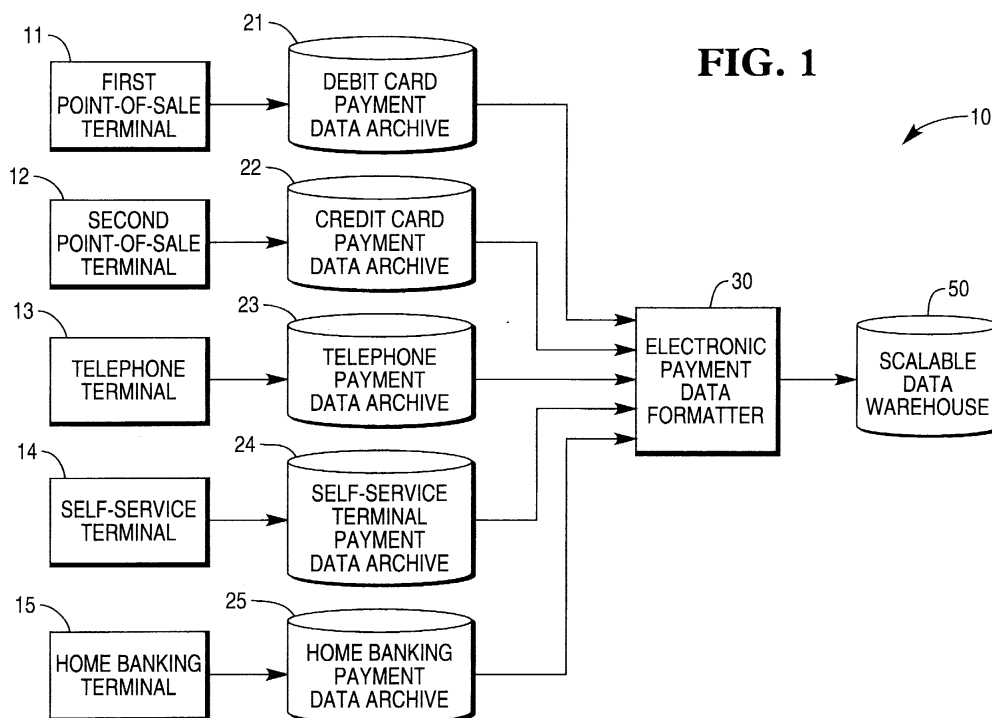 FIG. 1
10
11
FIRST
POINT-OF-SALE
TERMINAL
21
DEBIT CARD
PAYMENT
DATA ARCHIVE
12
SECOND
POINT-OF-SALE
TERMINAL
22
CREDIT CARD
PAYMENT
DATA ARCHIVE
13
TELEPHONE
TERMINAL
23
TELEPHONE
PAYMENT
DATA ARCHIVE
14
SELF-SERVICE
TERMINAL
24
SELF-SERVICE
TERMINAL
PAYMENT
DATA ARCHIVE
15
HOME BANKING
TERMINAL
25
HOME BANKING
PAYMENT
DATA ARCHIVE
30
ELECTRONIC
PAYMENT
DATA
FORMATTER
50
SCALABLE
DATA
WAREHOUSE